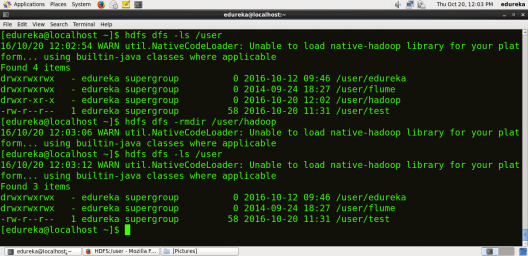 Applications Places System
Thu Oct 20, 12:03 PM edureka
edureka@localhost:~
File Edit View Search Terminal Help
[edureka@localhost ~]$ hdfs dfs -ls /user
16/10/20 12:02:54 WARN util.NativeCodeLoader: Unable to load native-hadoop library for your plat
form... using builtin-java classes where applicable
Found 4 items
drwxrwxrwx - edureka supergroup 0 2016-10-12 09:46 /user/edureka
drwxrwxrwx - edureka supergroup 0 2014-09-24 18:27 /user/flume
drwxr-xr-x - edureka supergroup 0 2016-10-20 12:02 /user/hadoop
-rw-r--r-- 1 edureka supergroup 58 2016-10-20 11:31 /user/test
[edureka@localhost ~]$ hdfs dfs -rmdir /user/hadoop
16/10/20 12:03:06 WARN util.NativeCodeLoader: Unable to load native-hadoop library for your plat
form... using builtin-java classes where applicable
[edureka@localhost ~]$ hdfs dfs -ls /user
16/10/20 12:03:12 WARN util.NativeCodeLoader: Unable to load native-hadoop library for your plat
form... using builtin-java classes where applicable
Found 3 items
drwxrwxrwx - edureka supergroup 0 2016-10-12 09:46 /user/edureka
drwxrwxrwx - edureka supergroup 0 2014-09-24 18:27 /user/flume
-rw-r--r-- 1 edureka supergroup 58 2016-10-20 11:31 /user/test
[edureka@localhost ~]$
edureka@localhost:~ HDFS:/user - Mozilla F... [Pictures]